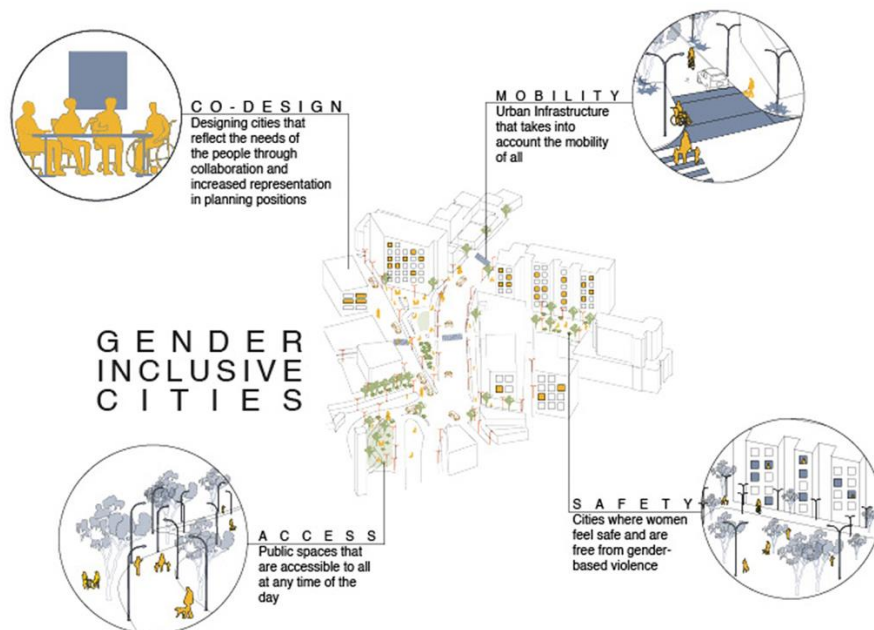 CO-DESIGN
Designing cities that
reflect the needs of
the people through
collaboration and
increased representation
in planning positions
MOBILITY
Urban Infrastructure
that takes into
account the mobility
of all
GENDER
INCLUSIVE
CITIES
ACCESS
Public spaces that
are accessible to all
at any time of the
day
SAFETY
Cities where women
feel safe and are
free from gender-
based violence